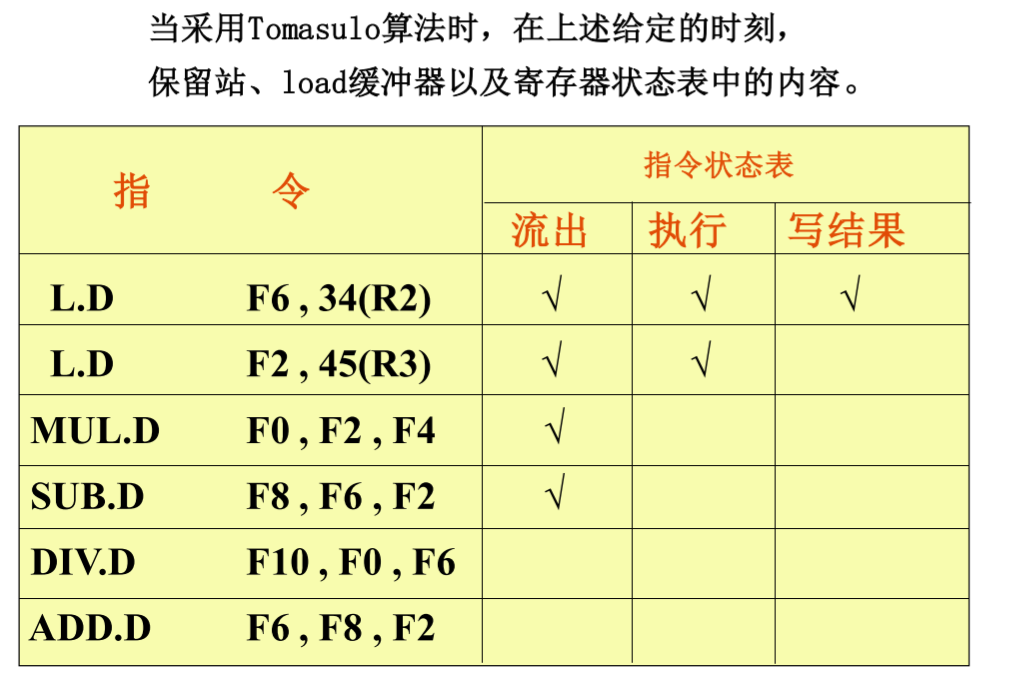 当采用Tomasulo算法时，在上述给定的时刻，
保留站、load缓冲器以及寄存器状态表中的内容。
指 令 指令状态表
流出 执行 写结果
L.D F6 , 34(R2) √ √ √
L.D F2 , 45(R3) √ √
MUL.D F0 , F2 , F4 √
SUB.D F8 , F6 , F2 √
DIV.D F10 , F0 , F6
ADD.D F6 , F8 , F2